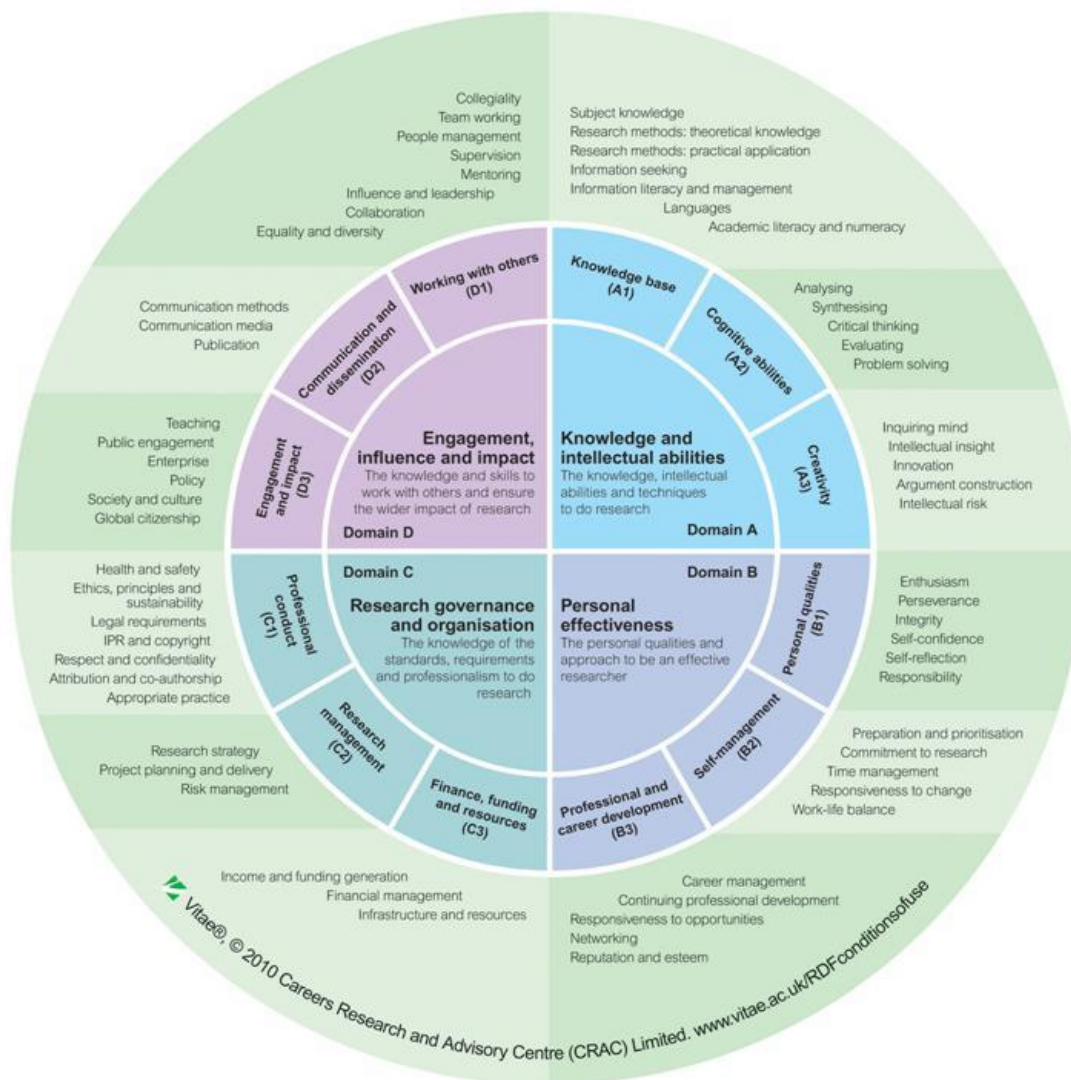 Collegiality
Team working
People management
Supervision
Mentoring
Influence and leadership
Collaboration
Equality and diversity
Subject knowledge
Research methods: theoretical knowledge
Research methods: practical application
Information seeking
Information literacy and management
Languages
Academic literacy and numeracy
Working with others
(D1)
Knowledge base
(A1)
Communication methods
Communication media
Publication
Communication and
dissemination
(D2)
Cognitive abilities
(A2)
Analysing
Synthesising
Critical thinking
Evaluating
Problem solving
Teaching
Public engagement
Enterprise
Policy
Society and culture
Global citizenship
Engagement
and impact
(D3)
Engagement,
influence and impact
The knowledge and skills to
work with others and ensure
the wider impact of research
Domain D
Knowledge and
intellectual abilities
The knowledge, intellectual
abilities and techniques
to do research
Domain A
Creativity
(A3)
Inquiring mind
Intellectual insight
Innovation
Argument construction
Intellectual risk
Health and safety
Ethics, principles and
sustainability
Legal requirements
IPR and copyright
Respect and confidentiality
Attribution and co-authorship
Appropriate practice
Professional
conduct
(C1)
Domain C
Research governance
and organisation
The knowledge of the
standards, requirements
and professionalism to do
research
Domain B
Personal
effectiveness
The personal qualities and
approach to be an effective
researcher
Personal qualities
(B1)
Enthusiasm
Perseverance
Integrity
Self-confidence
Self-reflection
Responsibility
Research strategy
Project planning and delivery
Risk management
Research
management
(C2)
Self-management
(B2)
Preparation and prioritisation
Commitment to research
Time management
Responsiveness to change
Work-life balance
Finance, funding
and resources
(C3)
Professional and
career development
(B3)
Income and funding generation
Financial management
Infrastructure and resources
Career management
Continuing professional development
Responsiveness to opportunities
Networking
Reputation and esteem
Vitae®, © 2010 Careers Research and Advisory Centre (CRAC) Limited. www.vitae.ac.uk/RDFconditionsofuse